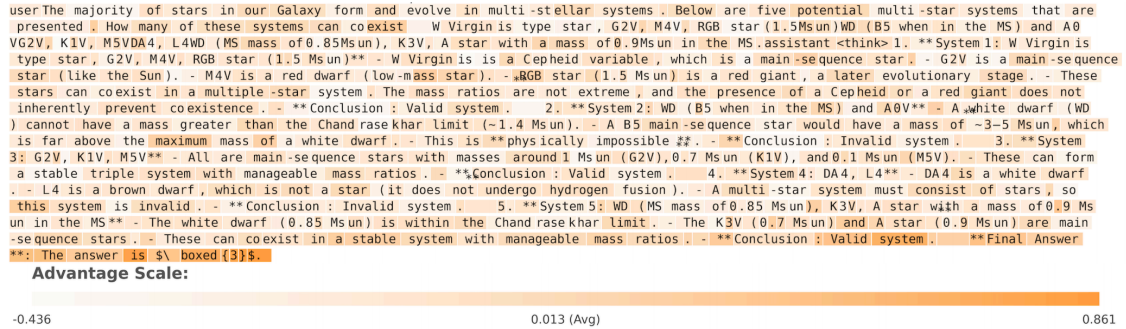 user The majority of stars in our Galaxy form and evolve in multi-stellar systems. Below are five potential multi-star systems that are
presented. How many of these systems can coexist W Virgin is type star, G2V, M4V, RGB star (1.5Msun)WD (B5 when in the MS) and A0
VG2V, K1V, M5VDA4, L4WD (MS mass of0.85Msun), K3V, A star with a mass of0.9Msun in the MS.assistant <think> 1. **System 1: W Virgin is
type star, G2V, M4V, RGB star (1.5 Msun)** - W Virgin is is a Cepheid variable, which is a main-sequence star. - G2V is a main-sequence
star (like the Sun). - M4V is a red dwarf (low-mass star). - **RGB star (1.5 Msun) is a red giant, a later evolutionary stage. - These
stars can coexist in a multiple-star system. The mass ratios are not extreme, and the presence of a Cepheid or a red giant does not
inherently prevent coexistence. - **Conclusion: Valid system. 2. **System 2: WD (B5 when in the MS) and A0V** - A white dwarf (WD
) cannot have a mass greater than the Chandrasekhar limit (~1.4 Msun). - A B5 main-sequence star would have a mass of ~3–5 Msun, which
is far above the maximum mass of a white dwarf. - This is **physically impossible **. - **Conclusion: Invalid system. 3. **System
3: G2V, K1V, M5V** - All are main-sequence stars with masses around 1 Msun (G2V),0.7 Msun (K1V), and0.1 Msun (M5V). - These can form
a stable triple system with manageable mass ratios. - **Conclusion: Valid system. 4. **System 4: DA4, L4** - DA4 is a white dwarf
. - L4 is a brown dwarf, which is not a star (it does not undergo hydrogen fusion). - A multi-star system must consist of stars, so
this system is invalid. - **Conclusion: Invalid system. 5. **System 5: WD (MS mass of 0.85 Msun), K3V, A star with a mass of0.9 Ms
un in the MS** - The white dwarf (0.85 Msun) is within the Chandrasekhar limit. - The K3V (0.7 Msun) and A star (0.9 Msun) are main
-sequence stars. - These can coexist in a stable system with manageable mass ratios. - **Conclusion: Valid system. **Final Answer
**: The answer is $\ boxed{3}$.
Advantage Scale:
-0.436 0.013 (Avg) 0.861